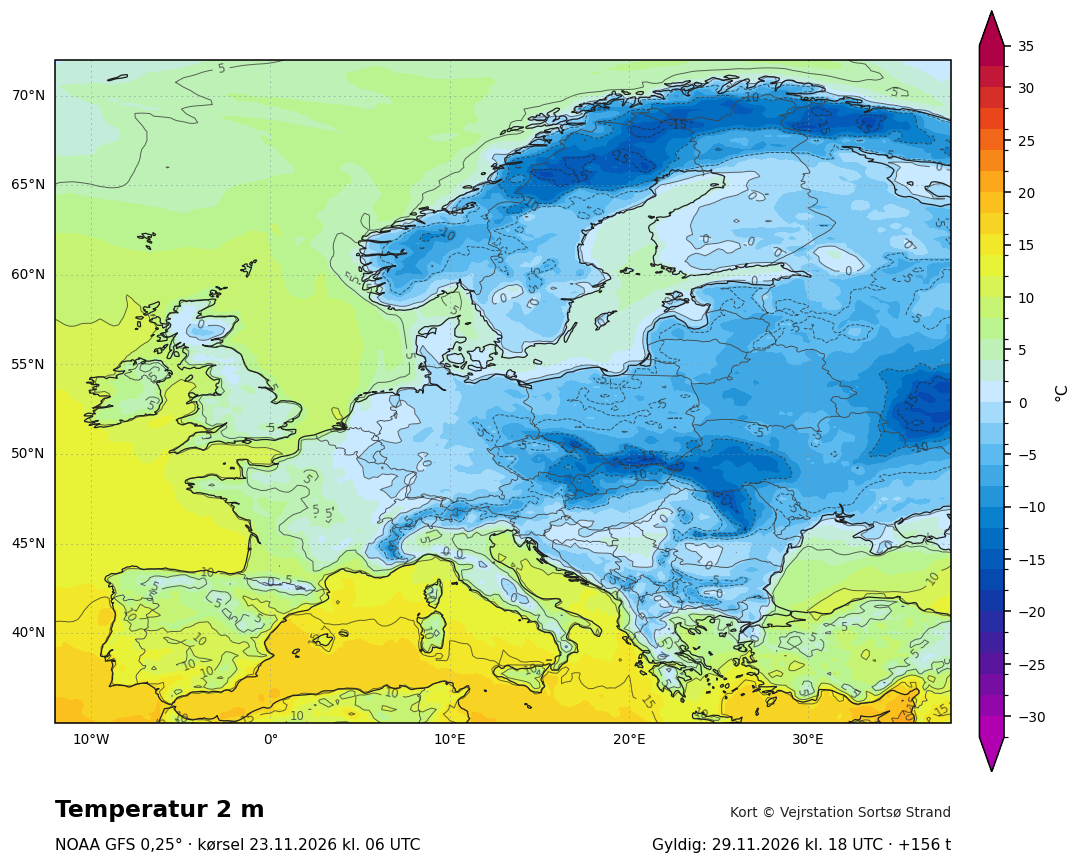 70°N
65°N
60°N
55°N
50°N
45°N
40°N
10°W
0°
10°E
20°E
30°E
35
30
25
20
15
10
5
0
−5
−10
−15
−20
−25
−30
°C
Temperatur 2 m
Kort © Vejrstation Sortsø Strand
NOAA GFS 0,25° · kørsel 23.11.2026 kl. 06 UTC
Gyldig: 29.11.2026 kl. 18 UTC · +156 t